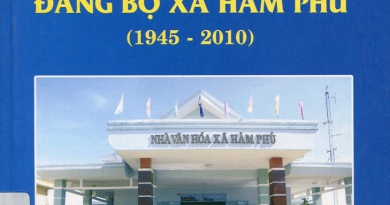 ĐẢNG BỘ XÃ HÀM PHÚ
(1945 - 2010)
NHÀ VĂN HÓA XÃ HÀM PHÚ